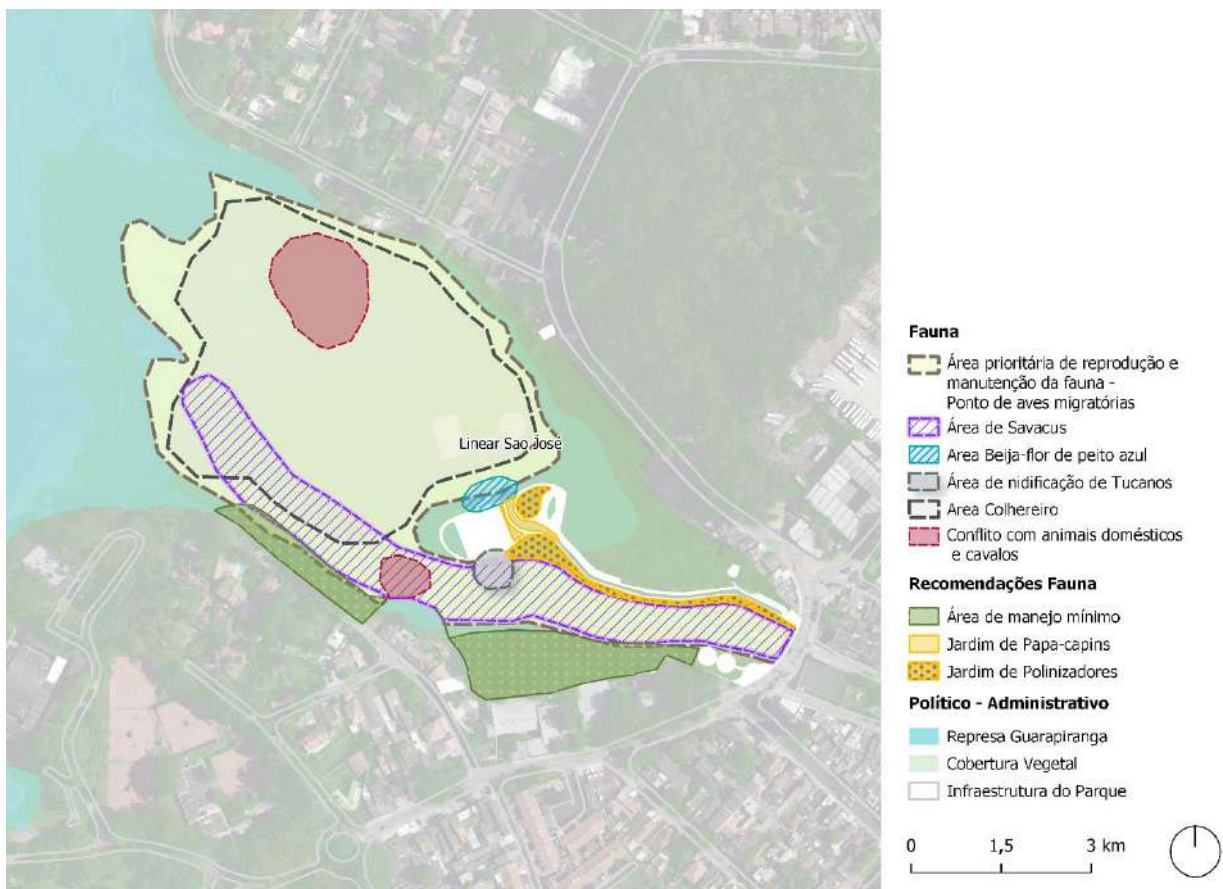 Linear Sao José
Fauna
Área prioritária de reprodução e
manutenção da fauna -
Ponto de aves migratórias
Área de Savacus
Area Beija-flor de peito azul
Área de nidificação de Tucanos
Area Colhereiro
Conflito com animais domésticos
e cavalos
Recomendações Fauna
Área de manejo mínimo
Jardim de Papa-capins
Jardim de Polinizadores
Político - Administrativo
Represa Guarapiranga
Cobertura Vegetal
Infraestrutura do Parque
0 1,5 3 km